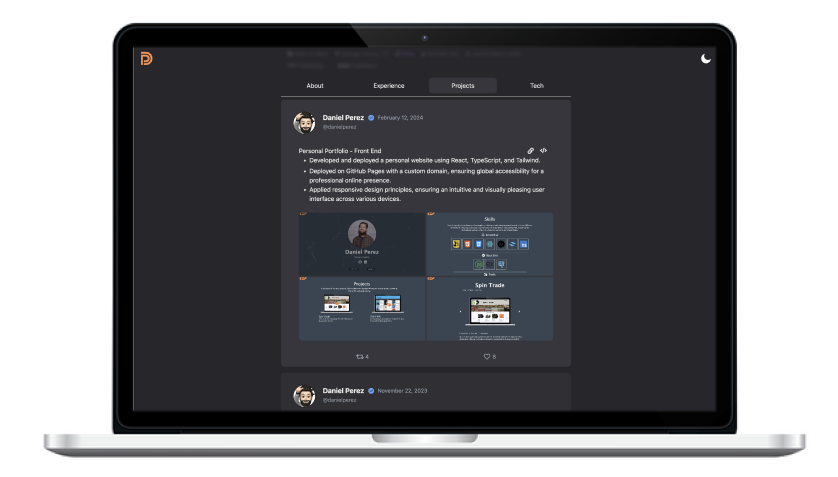 About Experience Projects Tech
Daniel Perez February 12, 2024
@danielperez
Personal Portfolio - Front End
• Developed and deployed a personal website using React, TypeScript, and Tailwind.
• Deployed on GitHub Pages with a custom domain, ensuring global accessibility for a
professional online presence.
• Applied responsive design principles, ensuring an intuitive and visually pleasing user
interface across various devices.
Daniel Perez
Skills
Projects
Spin Trade
4 8
Daniel Perez November 22, 2023
@danielperez